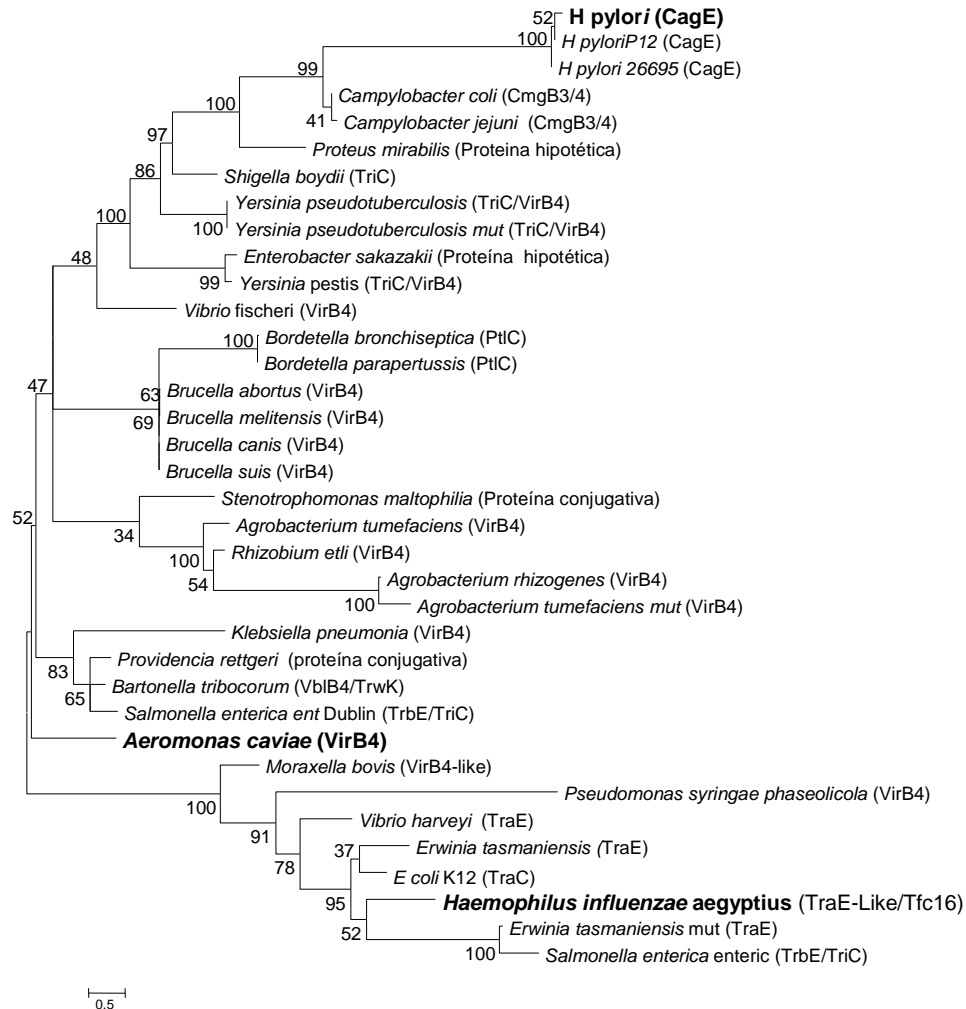 52
H pylori (CagE)
100
H pyloriP12 (CagE)
H pylori 26695 (CagE)
99
Campylobacter coli (CmgB3/4)
100
41
Campylobacter jejuni (CmgB3/4)
97
Proteus mirabilis (Proteina hipotética)
86
Shigella boydii (TriC)
Yersinia pseudotuberculosis (TriC/VirB4)
100
100
Yersinia pseudotuberculosis mut (TriC/VirB4)
48
Enterobacter sakazakii (Proteína hipotética)
99
Yersinia pestis (TriC/VirB4)
Vibrio fischeri (VirB4)
100
Bordetella bronchiseptica (PtlC)
Bordetella parapertussis (PtlC)
47
63
Brucella abortus (VirB4)
69
Brucella melitensis (VirB4)
Brucella canis (VirB4)
Brucella suis (VirB4)
Stenotrophomonas maltophilia (Proteína conjugativa)
52
34
Agrobacterium tumefaciens (VirB4)
100
Rhizobium etli (VirB4)
54
Agrobacterium rhizogenes (VirB4)
100
Agrobacterium tumefaciens mut (VirB4)
Klebsiella pneumonia (VirB4)
83
Providencia rettgeri (proteína conjugativa)
65
Bartonella tribocorum (VblB4/TrwK)
Salmonella enterica ent Dublin (TrbE/TriC)
Aeromonas caviae (VirB4)
Moraxella bovis (VirB4-like)
100
Pseudomonas syringae phaseolicola (VirB4)
91
Vibrio harveyi (TraE)
78
37
Erwinia tasmaniensis (TraE)
E coli K12 (TraC)
95
Haemophilus influenzae aegyptius (TraE-Like/Tfc16)
52
Erwinia tasmaniensis mut (TraE)
100
Salmonella enterica enteric (TrbE/TriC)
0.5